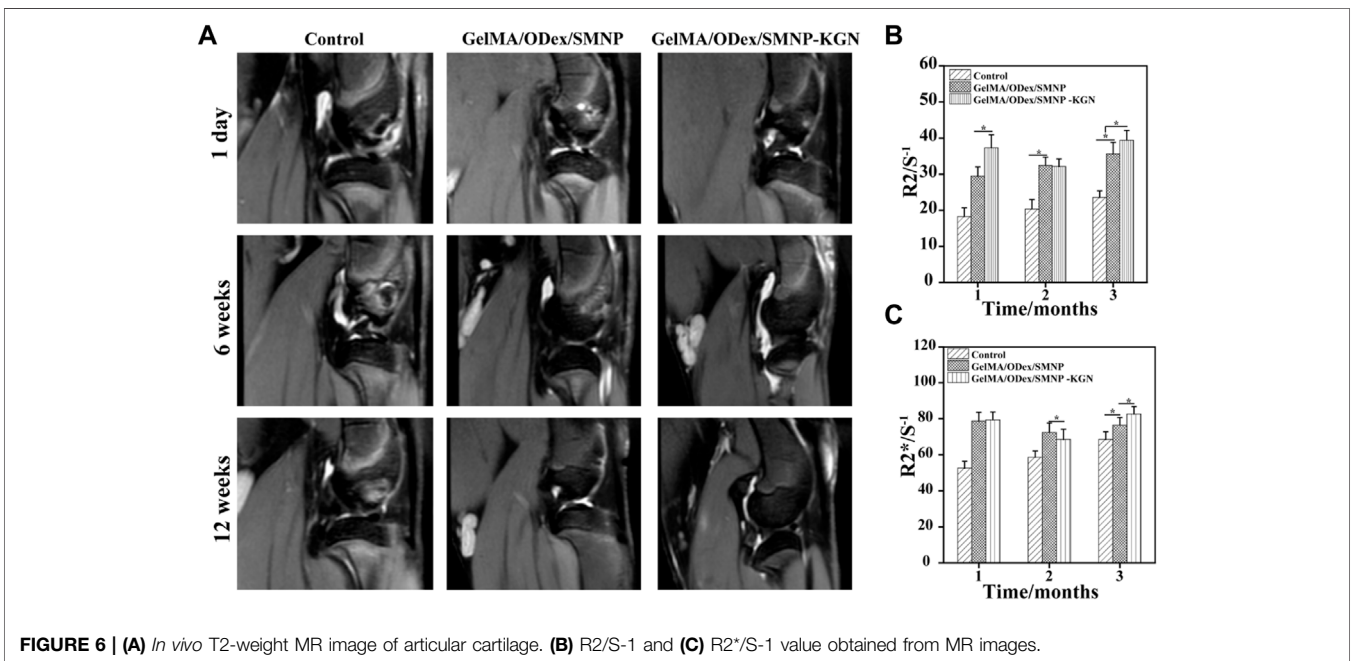 A
Control
GelMA/ODex/SMNP
GelMA/ODex/SMNP-KGN
1 day
6 weeks
12 weeks
B
60
50
40
30
20
10
0
R2/S-1
Control
GelMA/ODex/SMNP
GelMA/ODex/SMNP -KGN
*
*
*
*
1
2
3
Time/months
C
120
100
80
60
40
20
0
R2*/S-1
Control
GelMA/ODex/SMNP
GelMA/ODex/SMNP -KGN
*
*
*
1
2
3
Time/months
FIGURE 6 | (A) In vivo T2-weight MR image of articular cartilage. (B) R2/S-1 and (C) R2*/S-1 value obtained from MR images.